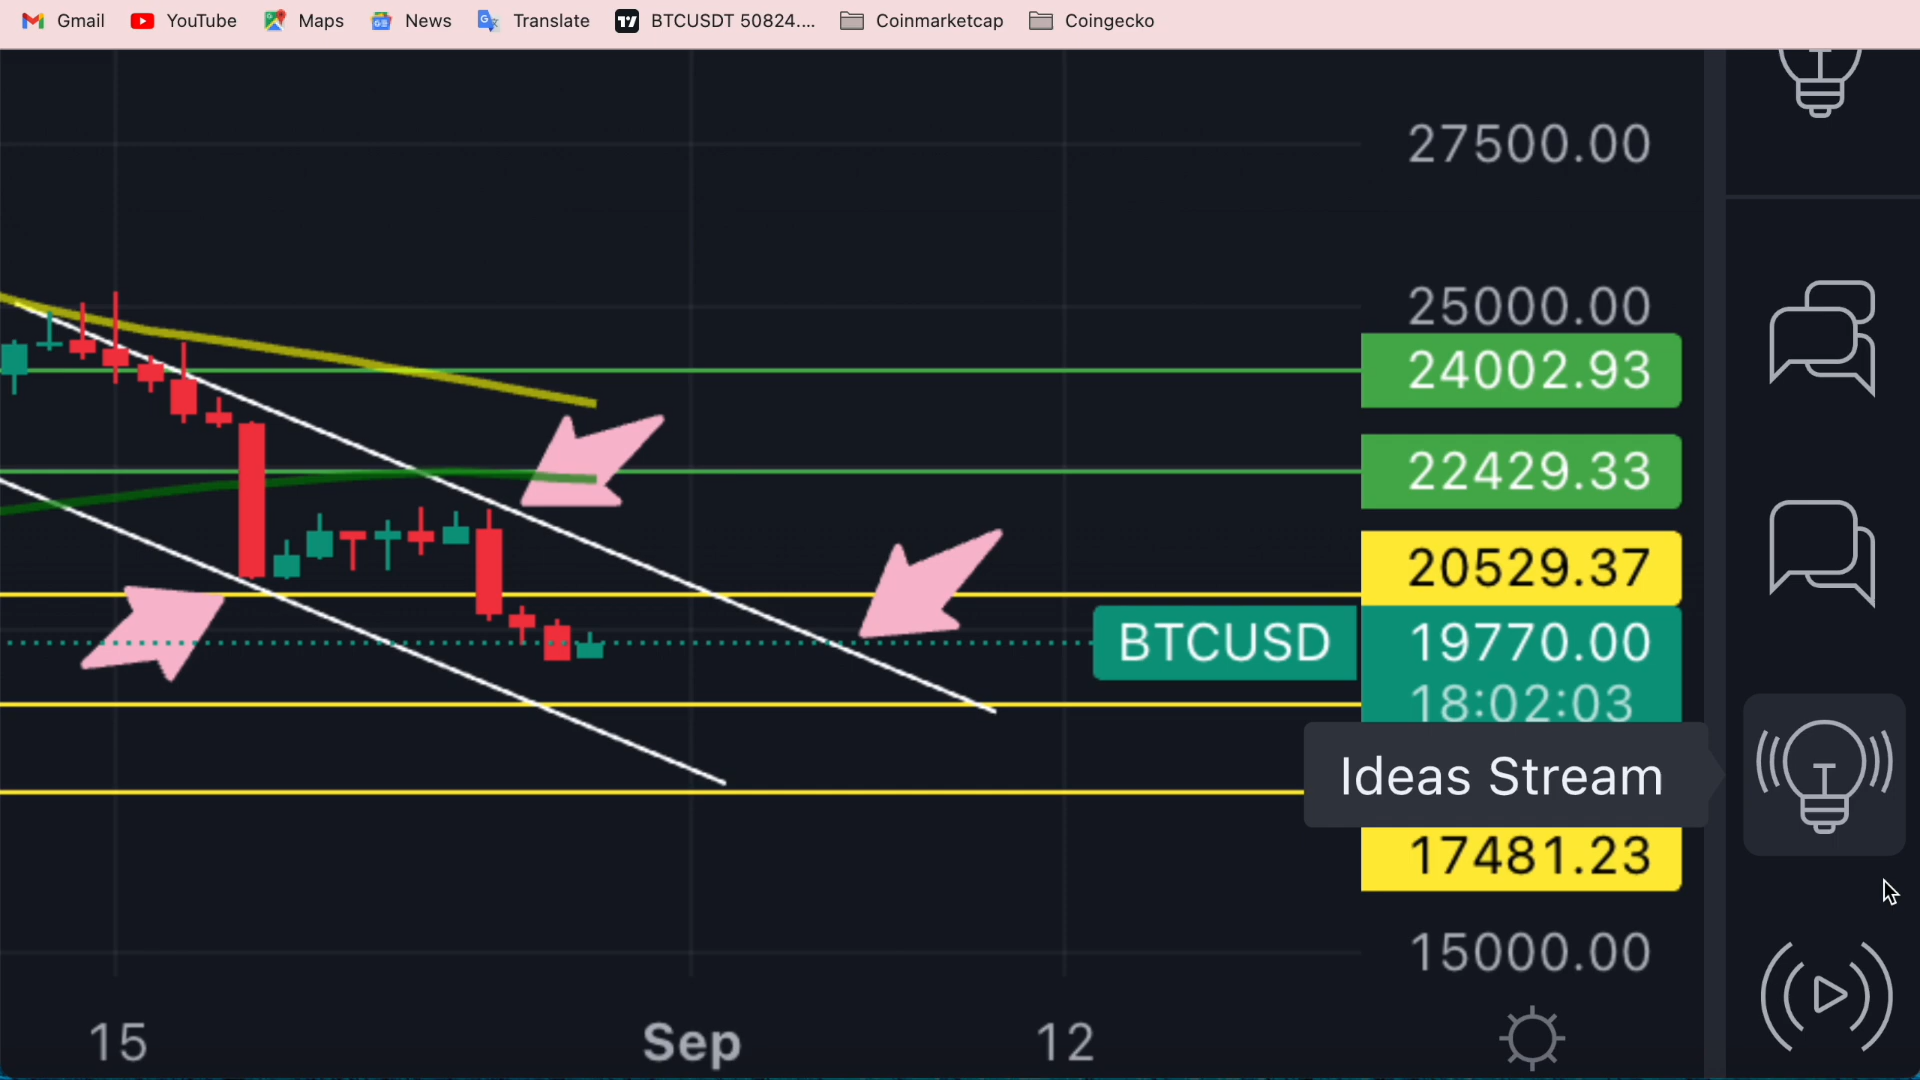 Gmail YouTube Maps News Translate BTCUSDT 50824.... Coinmarketcap Coingecko
27500.00
25000.00
24002.93
22429.33
20529.37
BTCUSD 19770.00
18:02:03
Ideas Stream
17481.23
15000.00
15 Sep 12